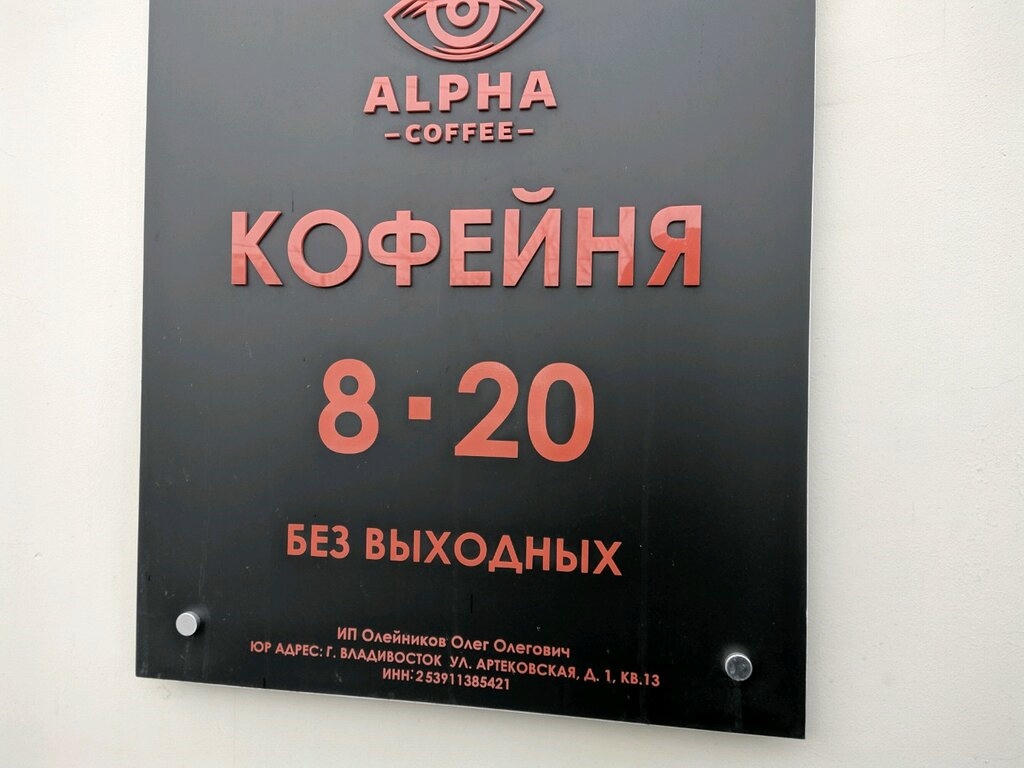 ALPHA
–COFFEE–
КОФЕЙНЯ
8·20
БЕЗ ВЫХОДНЫХ
ИП Олейников Олег Олегович
ЮР АДРЕС: Г. ВЛАДИВОСТОК УЛ. АРТЕКОВСКАЯ, Д. 1, КВ.13
ИНН:253911385421